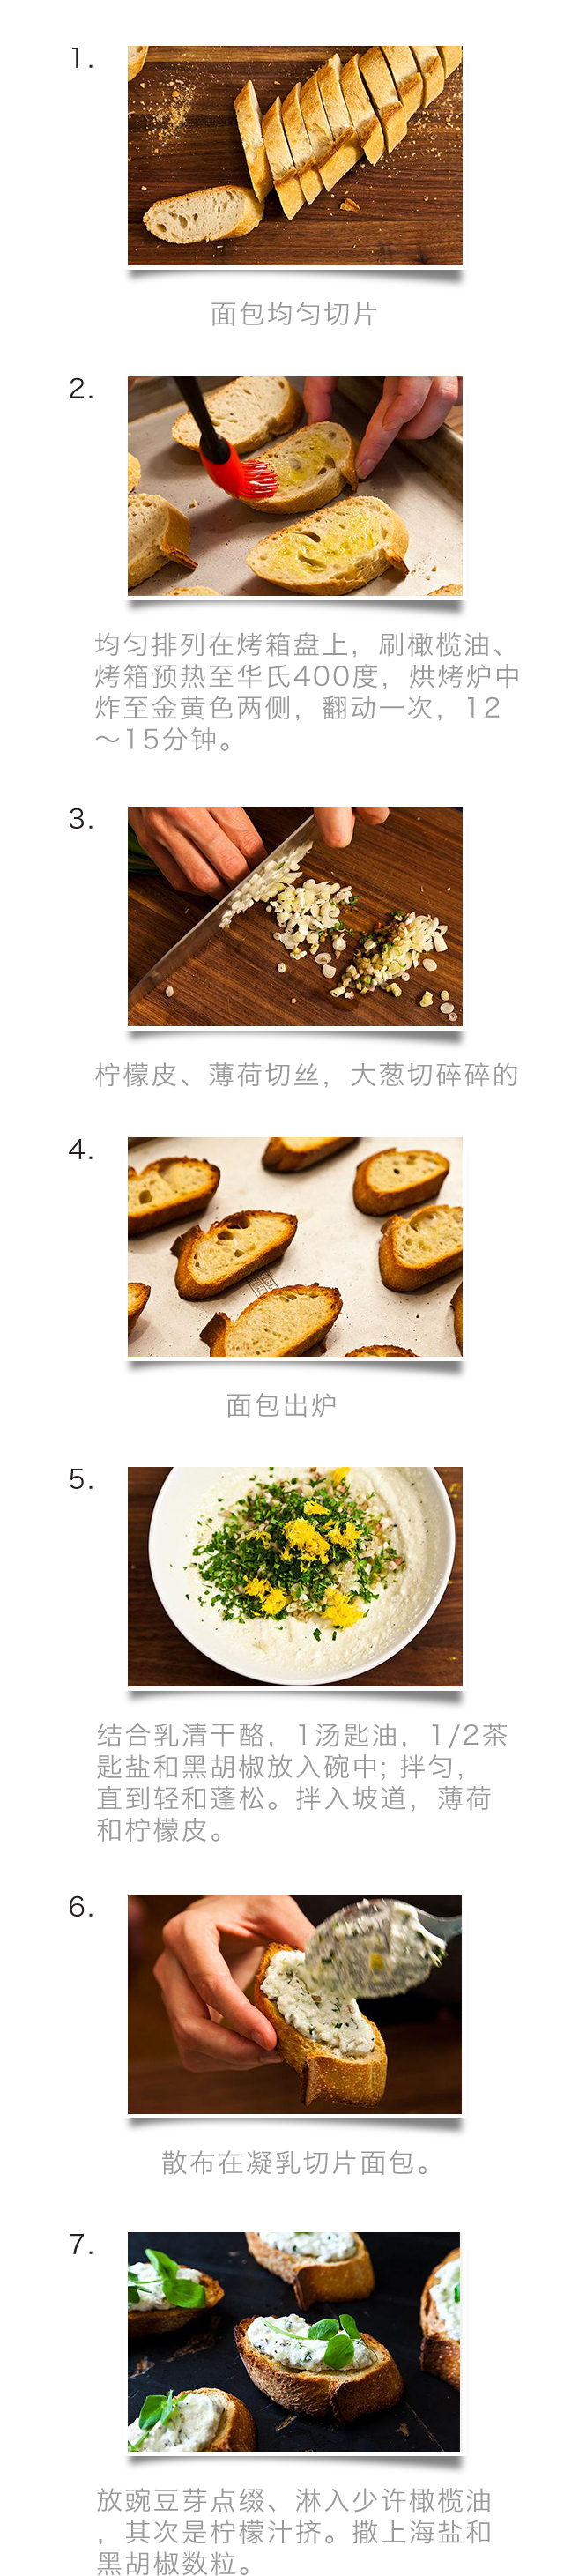 1.
面包均匀切片
2.
均匀排列在烤箱盘上，刷橄榄油、
烤箱预热至华氏400度，烘烤炉中
炸至金黄色两侧，翻动一次，12
～15分钟。
3.
柠檬皮、薄荷切丝，大葱切碎碎的
4.
面包出炉
5.
结合乳清干酪，1汤匙油，1/2茶
匙盐和黑胡椒放入碗中; 拌匀，
直到轻和蓬松。拌入坡道，薄荷
和柠檬皮。
6.
散布在凝乳切片面包。
7.
放豌豆芽点缀、淋入少许橄榄油
，其次是柠檬汁挤。撒上海盐和
黑胡椒数粒。